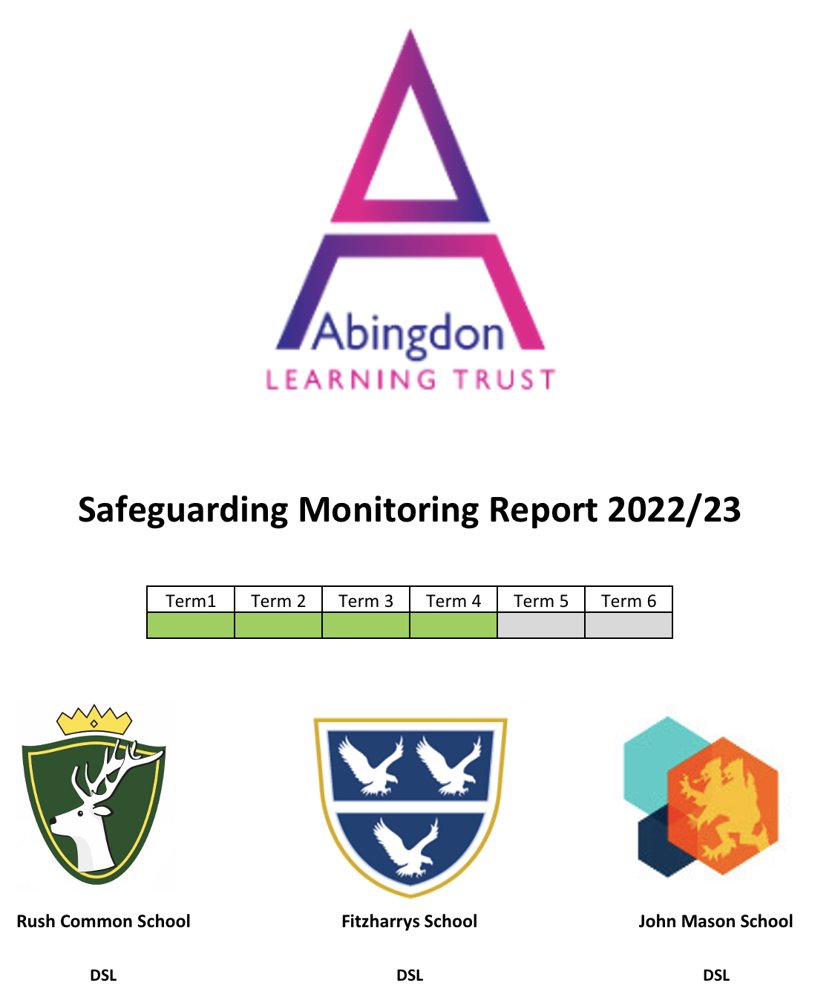 Abingdon
LEARNING TRUST
Safeguarding Monitoring Report 2022/23
Term1 Term 2 Term 3 Term 4 Term 5 Term 6
Rush Common School Fitzharrys School John Mason School
DSL DSL DSL